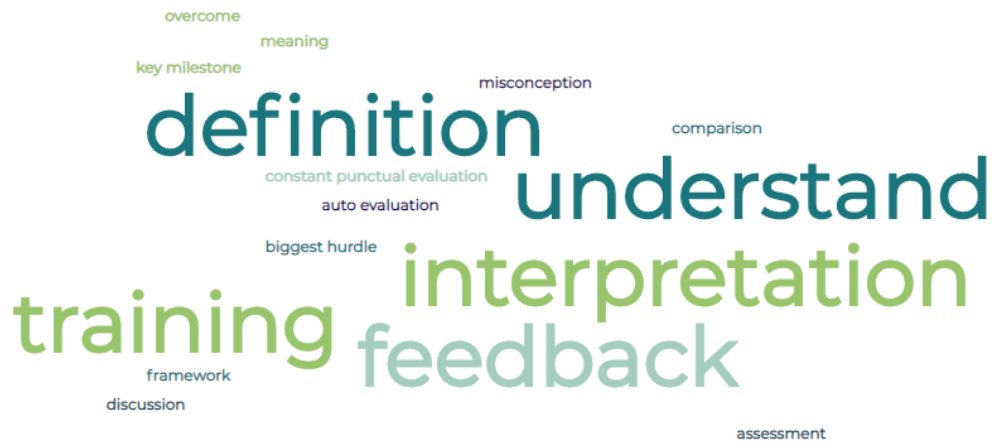 overcome
meaning
key milestone
misconception
definition
comparison
constant punctual evaluation
understand
auto evaluation
biggest hurdle
interpretation
training
feedback
framework
discussion
assessment